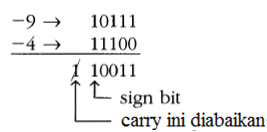 −9 → 10111
−4 → 11100
1 10011
sign bit
carry ini diabaikan